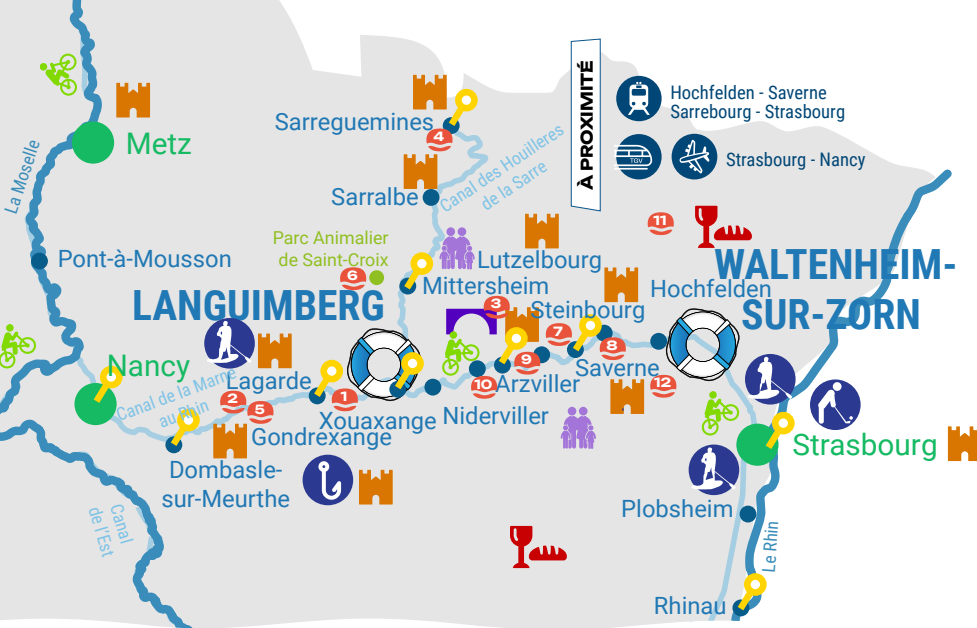 À PROXIMITÉ
Hochfelden - Saverne
Sarrebourg - Strasbourg
TGV
Strasbourg - Nancy
Metz
La Moselle
Sarreguemines
4
Canal des Houilleres
de la Sarre
Sarralbe
Pont-à-Mousson
Parc Animalier
de Saint-Croix
6
11
Lutzelbourg
Mittersheim
WALTENHEIM-
SUR-ZORN
Hochfelden
LANGUIMBERG
3
Steinbourg
7
8
Saverne
9
Arzviller
10
12
Nancy
Canal de la Marne
au Rhin
Lagarde
2
5
1
Xouaxange
Niderviller
Gondrexange
Dombasle-
sur-Meurthe
Strasbourg
Canal
de l'Est
Plobsheim
Le Rhin
Rhinau